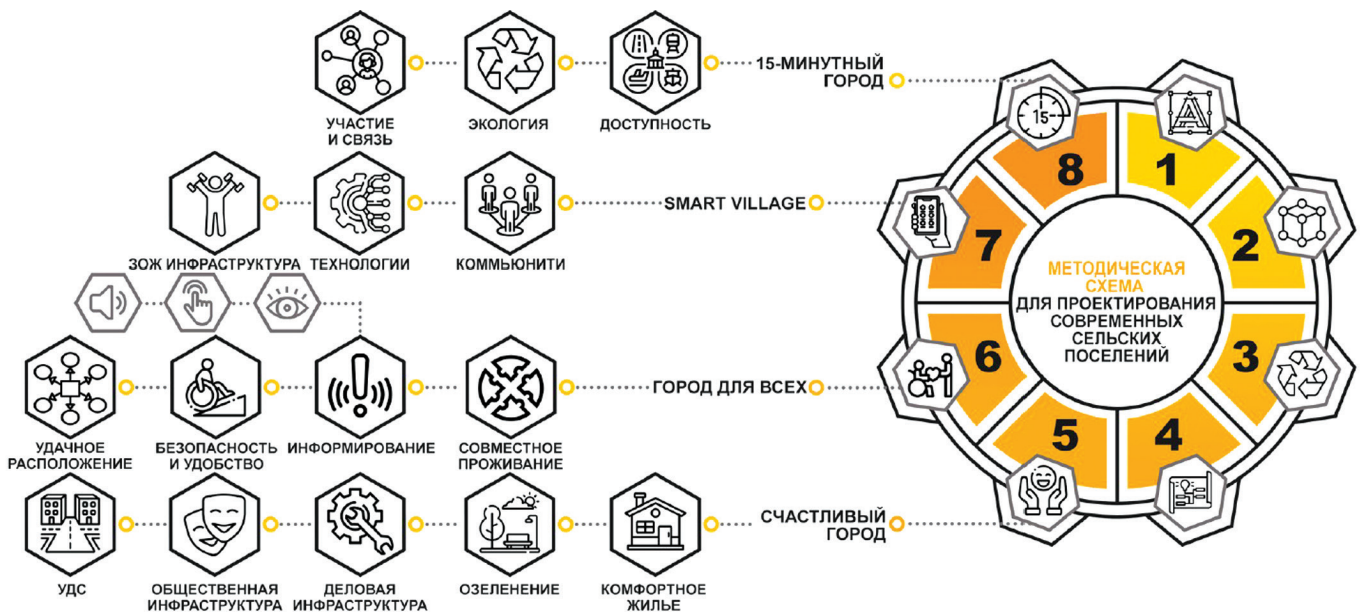 15-МИНУТНЫЙ
ГОРОД
УЧАСТИЕ
И СВЯЗЬ
ЭКОЛОГИЯ
ДОСТУПНОСТЬ
SMART VILLAGE
ЗОЖ ИНФРАСТРУКТУРА
ТЕХНОЛОГИИ
КОММЬЮНИТИ
ГОРОД ДЛЯ ВСЕХ
УДАЧНОЕ
РАСПОЛОЖЕНИЕ
БЕЗОПАСНОСТЬ
И УДОБСТВО
ИНФОРМИРОВАНИЕ
СОВМЕСТНОЕ
ПРОЖИВАНИЕ
СЧАСТЛИВЫЙ
ГОРОД
УДС
ОБЩЕСТВЕННАЯ
ИНФРАСТРУКТУРА
ДЕЛОВАЯ
ИНФРАСТРУКТУРА
ОЗЕЛЕНЕНИЕ
КОМФОРТНОЕ
ЖИЛЬЕ
15
A
8
1
7
2
6
3
5
4
МЕТОДИЧЕСКАЯ
СХЕМА
ДЛЯ ПРОЕКТИРОВАНИЯ
СОВРЕМЕННЫХ
СЕЛЬСКИХ
ПОСЕЛЕНИЙ